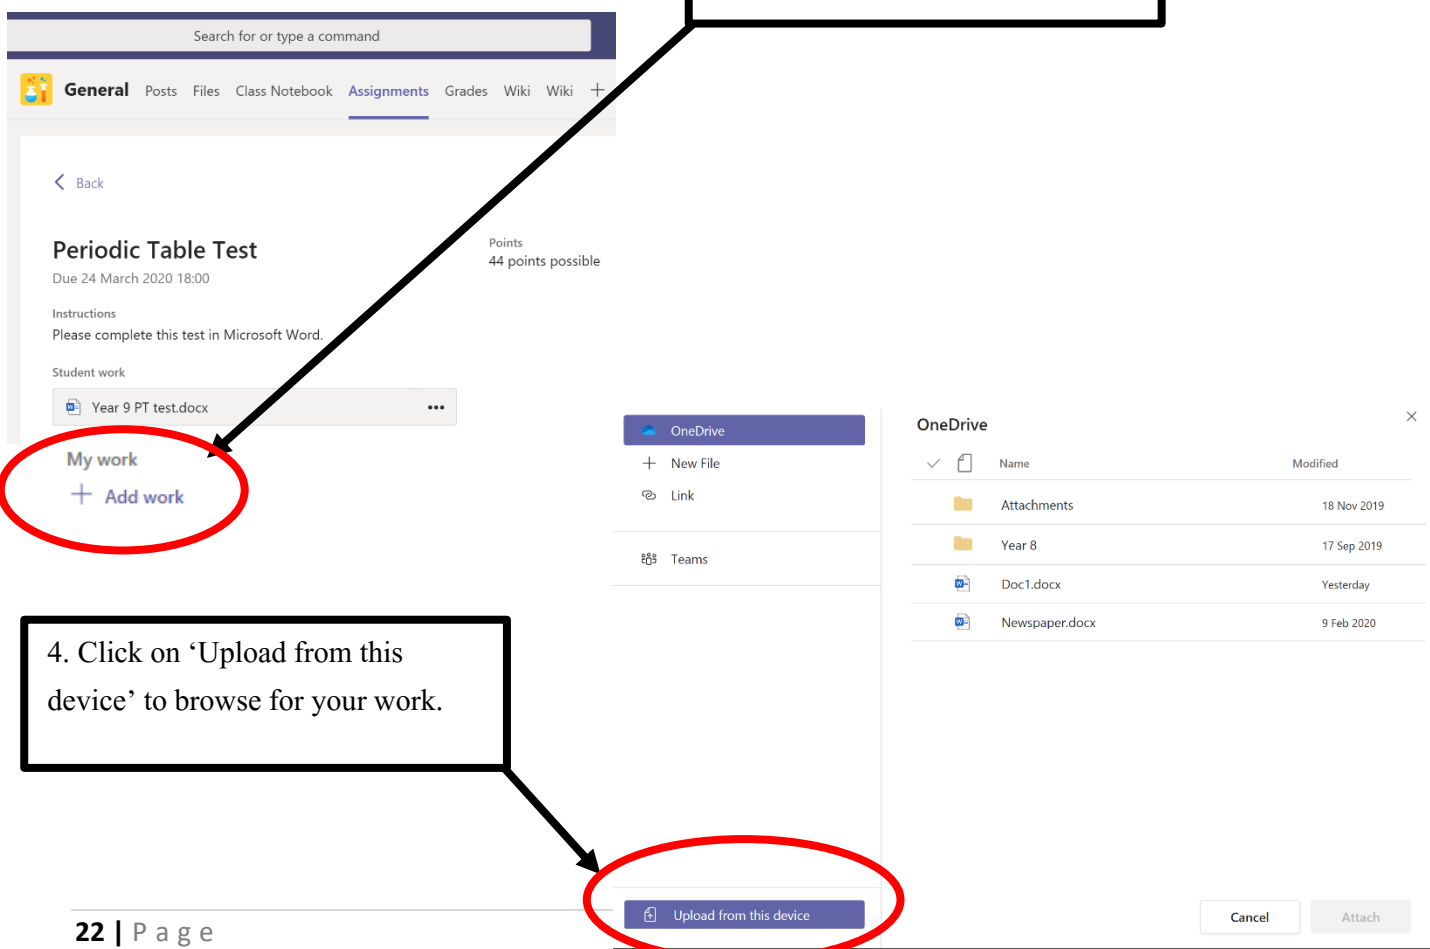 Search for or type a command
General Posts Files Class Notebook Assignments Grades Wiki Wiki +
Back
Periodic Table Test
Due 24 March 2020 18:00
Points
44 points possible
Instructions
Please complete this test in Microsoft Word.
Student work
Year 9 PT test.docx •••
My work
+ Add work
OneDrive
+ New File
Link
Teams
Upload from this device
OneDrive
Name Modified
Attachments 18 Nov 2019
Year 8 17 Sep 2019
Doc1.docx Yesterday
Newspaper.docx 9 Feb 2020
Cancel Attach
4. Click on ‘Upload from this
device’ to browse for your work.
22 | Page